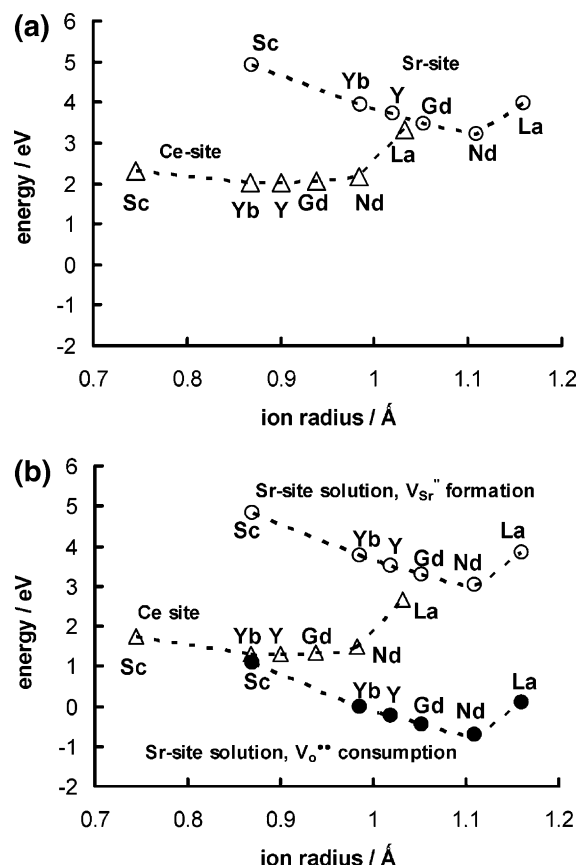 (a)
6
5
4
3
2
1
0
-1
-2
energy / eV
Sc
Yb
Sr-site
Y
Gd
Nd
La
Ce-site
La
Sc
Yb
Y
Gd
Nd
0.7
0.8
0.9
1
1.1
1.2
ion radius / Å
(b)
6
5
4
3
2
1
0
-1
-2
energy / eV
Sr-site solution, VSr'' formation
Sc
Yb
Y
Gd
Nd
La
Ce site
La
Yb
Y
Gd
Nd
Sc
Sc
Yb
Y
Gd
Nd
La
Sr-site solution, Vo•• consumption
0.7
0.8
0.9
1
1.1
1.2
ion radius / Å